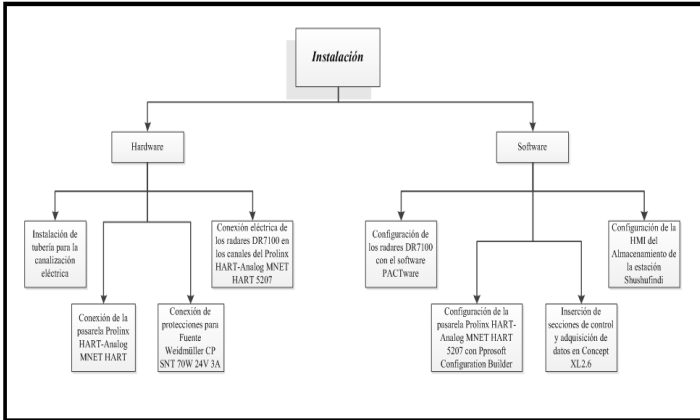 Instalación
Hardware
Software
Instalación de
tubería para la
canalización
eléctrica
Conexión eléctrica de
los radares DR7100 en
los canales del Prolinx
HART-Analog MNET
HART 5207
Conexión de la
pasarela Prolinx
HART-Analog
MNET HART
Conexión de
protecciones para
Fuente
Weidmüller CP
SNT 70W 24V 3A
Configuración de
los radares DR7100
con el software
PACTware
Configuración de la
HMI del
Almacenamiento de
la estación
Shushufindi
Configuración de la
pasarela Prolinx HART-
Analog MNET HART
5207 con Pprosoft
Configuration Builder
Inserción de
secciones de control
y adquisición de
datos en Concept
XL2.6